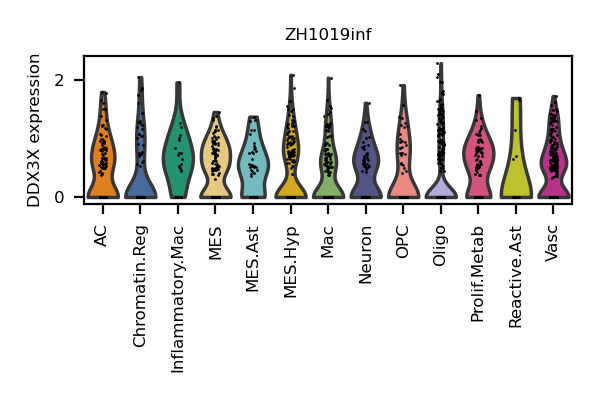 ZH1019inf
DDX3X expression
2
0
AC
Chromatin.Reg
Inflammatory.Mac
MES
MES.Ast
MES.Hyp
Mac
Neuron
OPC
Oligo
Prolif.Metab
Reactive.Ast
Vasc